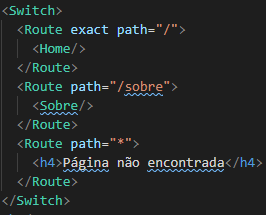 <Switch>
<Route exact path="/">
<Home/>
</Route>
<Route path="/sobre">
<Sobre/>
</Route>
<Route path="*">
<h4>Página não encontrada</h4>
</Route>
</Switch>